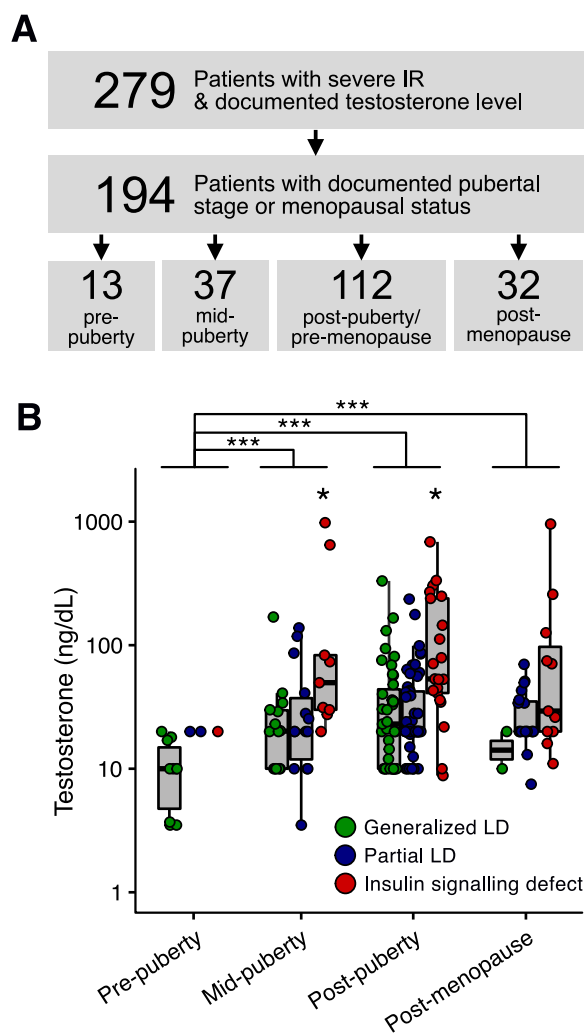 A
279 Patients with severe IR
& documented testosterone level
194 Patients with documented pubertal
stage or menopausal status
13
pre-
puberty
37
mid-
puberty
112
post-puberty/
pre-menopause
32
post-
menopause
B
***
***
***
*
*
Testosterone (ng/dL)
1000
100
10
1
Generalized LD
Partial LD
Insulin signalling defect
Pre-puberty
Mid-puberty
Post-puberty
Post-menopause